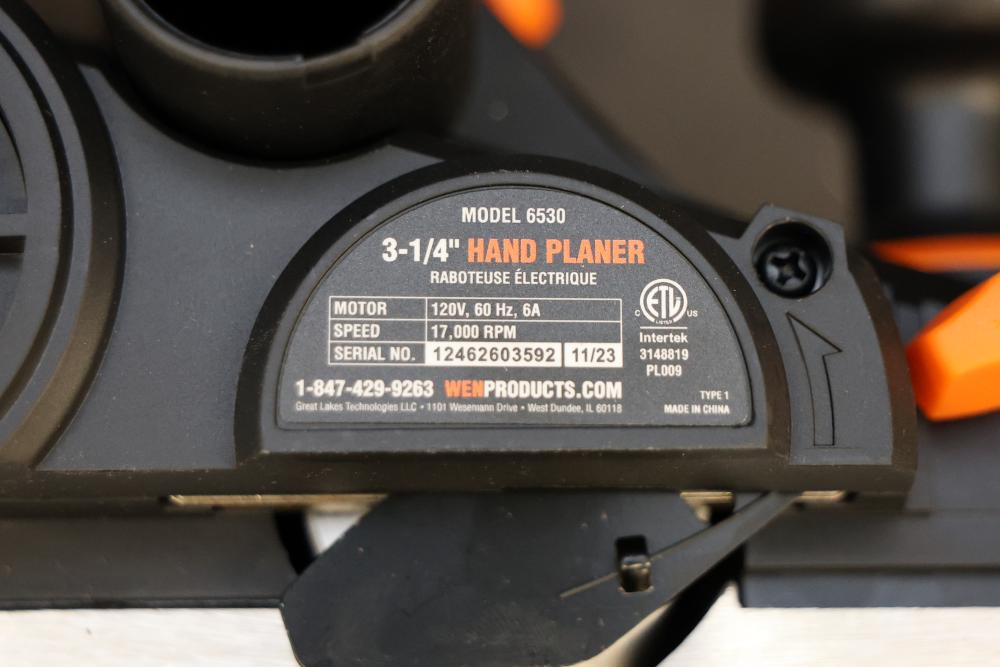 MODEL 6530
3-1/4" HAND PLANER
RABOTEUSE ÉLECTRIQUE
MOTOR 120V, 60 Hz, 6A
SPEED 17,000 RPM
SERIAL NO. 12462603592 11/23
ETL
LISTED
C US
Intertek
3148819
PL009
1-847-429-9263 WENPRODUCTS.COM
Great Lakes Technologies LLC • 1101 Wesemann Drive • West Dundee, IL 60118
TYPE 1
MADE IN CHINA